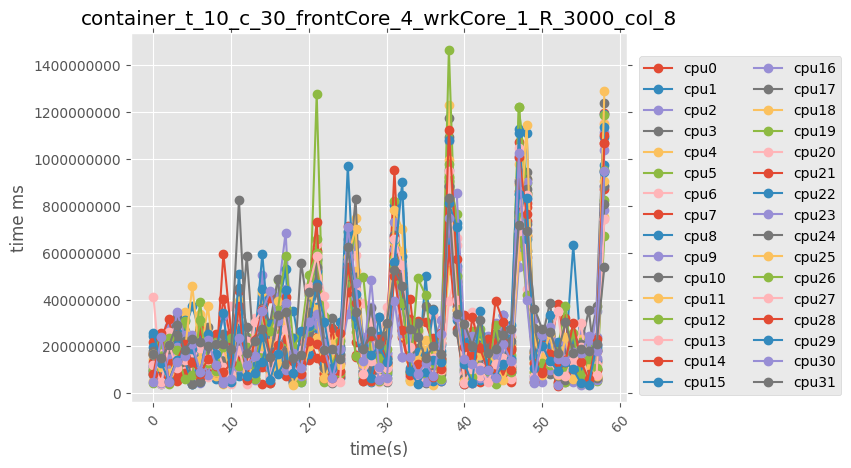 container_t_10_c_30_frontCore_4_wrkCore_1_R_3000_col_8
time ms
1400000000
1200000000
1000000000
800000000
600000000
400000000
200000000
0
0
10
20
30
40
50
60
time(s)
cpu0
cpu1
cpu2
cpu3
cpu4
cpu5
cpu6
cpu7
cpu8
cpu9
cpu10
cpu11
cpu12
cpu13
cpu14
cpu15
cpu16
cpu17
cpu18
cpu19
cpu20
cpu21
cpu22
cpu23
cpu24
cpu25
cpu26
cpu27
cpu28
cpu29
cpu30
cpu31